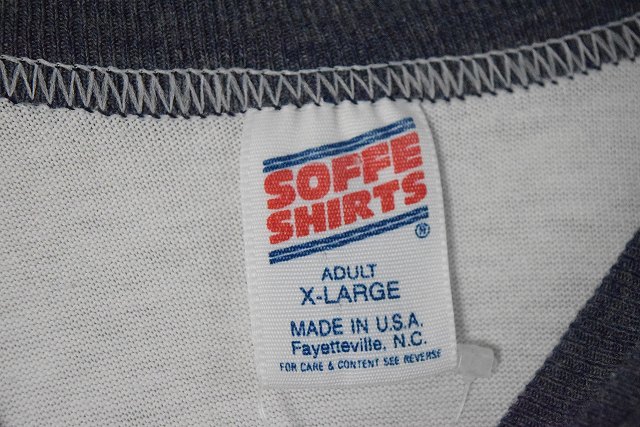 SOFFE
SHIRTS®
ADULT
X-LARGE
MADE IN U.S.A.
Fayetteville, N.C.
FOR CARE & CONTENT SEE REVERSE